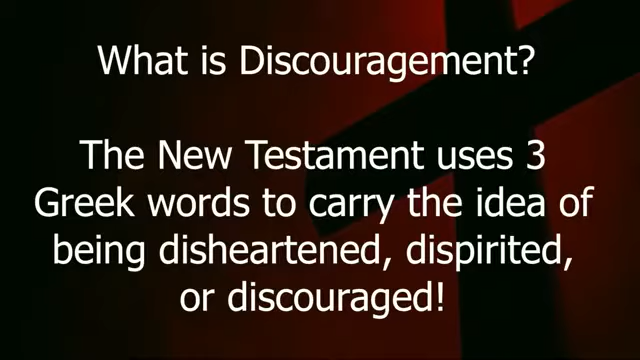 What is Discouragement?
The New Testament uses 3
Greek words to carry the idea of
being disheartened, dispirited,
or discouraged!